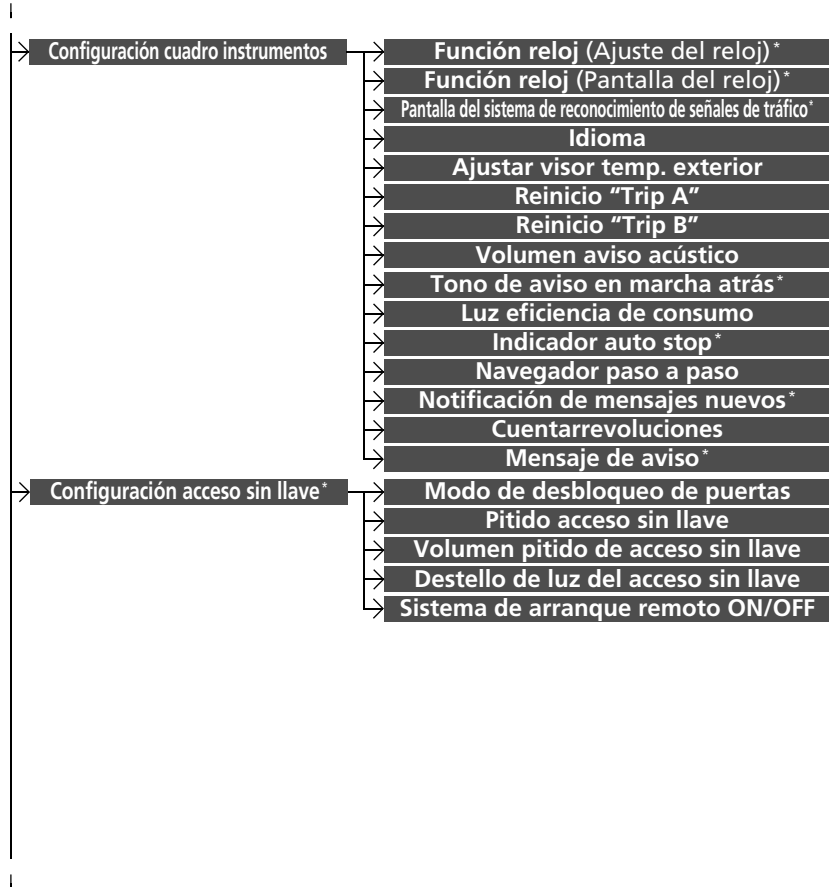 Configuración cuadro instrumentos
Función reloj (Ajuste del reloj)*
Función reloj (Pantalla del reloj)*
Pantalla del sistema de reconocimiento de señales de tráfico*
Idioma
Ajustar visor temp. exterior
Reinicio “Trip A”
Reinicio “Trip B”
Volumen aviso acústico
Tono de aviso en marcha atrás*
Luz eficiencia de consumo
Indicador auto stop*
Navegador paso a paso
Notificación de mensajes nuevos*
Cuentarrevoluciones
Mensaje de aviso*
Configuración acceso sin llave*
Modo de desbloqueo de puertas
Pitido acceso sin llave
Volumen pitido de acceso sin llave
Destello de luz del acceso sin llave
Sistema de arranque remoto ON/OFF